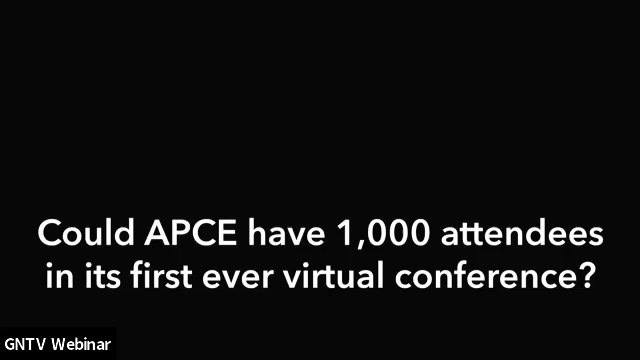 Could APCE have 1,000 attendees
in its first ever virtual conference?
GNTV Webinar